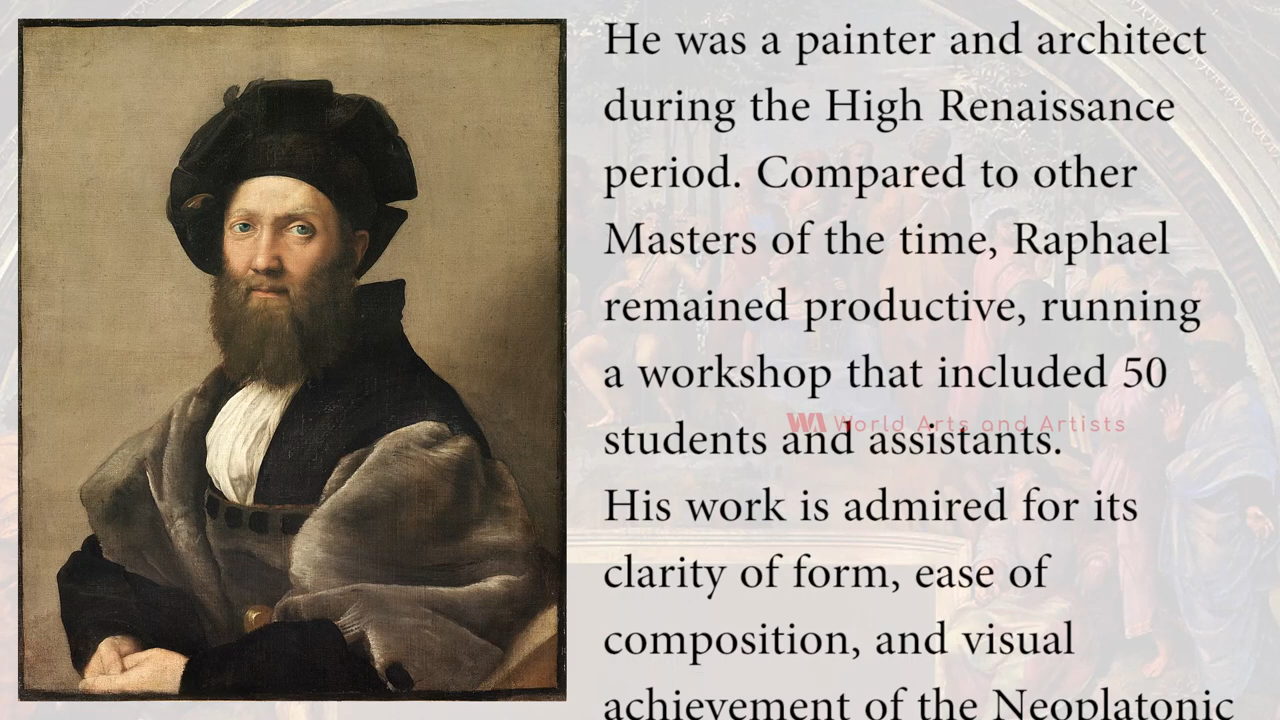 He was a painter and architect
during the High Renaissance
period. Compared to other
Masters of the time, Raphael
remained productive, running
a workshop that included 50
WA World Arts and Artists
students and assistants.
His work is admired for its
clarity of form, ease of
composition, and visual
achievement of the Neoplatonic